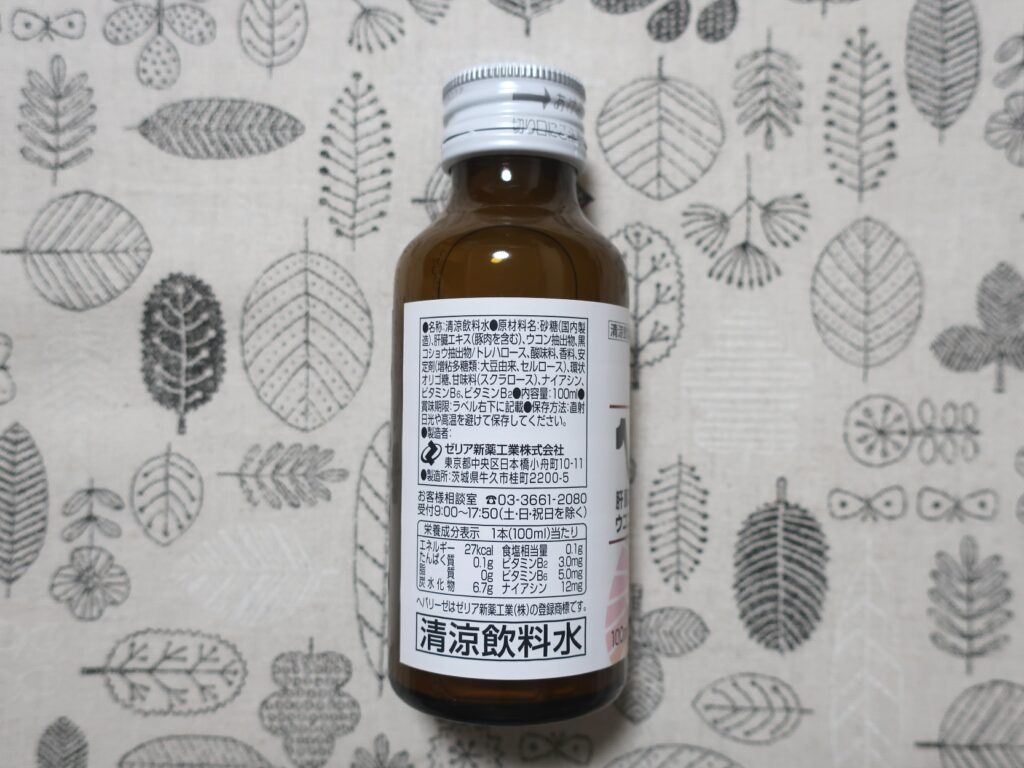 切り口に
●名称:清涼飲料水●原材料名:砂糖(国内製
造)、肝臓エキス(豚肉を含む)、ウコン抽出物、黒
コショウ抽出物/トレハロース、酸味料、香料、安
定剤(増粘多糖類:大豆由来、セルロース)、環状
オリゴ糖、甘味料(スクラロース)、ナイアシン、
ビタミンB₆、ビタミンB₂●内容量:100ml●
賞味期限:ラベル右下に記載●保存方法:直射
日光や高温を避けて保存してください。
●製造者:
ゼリア新薬工業株式会社
東京都中央区日本橋小舟町10-11
●製造所:茨城県牛久市桂町2200-5
お客様相談室 ☎03-3661-2080
受付9:00~17:50(土・日・祝日を除く)
栄養成分表示 1本(100ml)当たり
エネルギー 27kcal 食塩相当量 0.1g
たんぱく質 0.1g ビタミンB₂ 3.0mg
脂質 0g ビタミンB₆ 5.0mg
炭水化物 6.7g ナイアシン 12mg
ヘパリーゼはゼリア新薬工業(株)の登録商標です。
清涼飲料水
清涼
ヘ
肝
ウコ
100